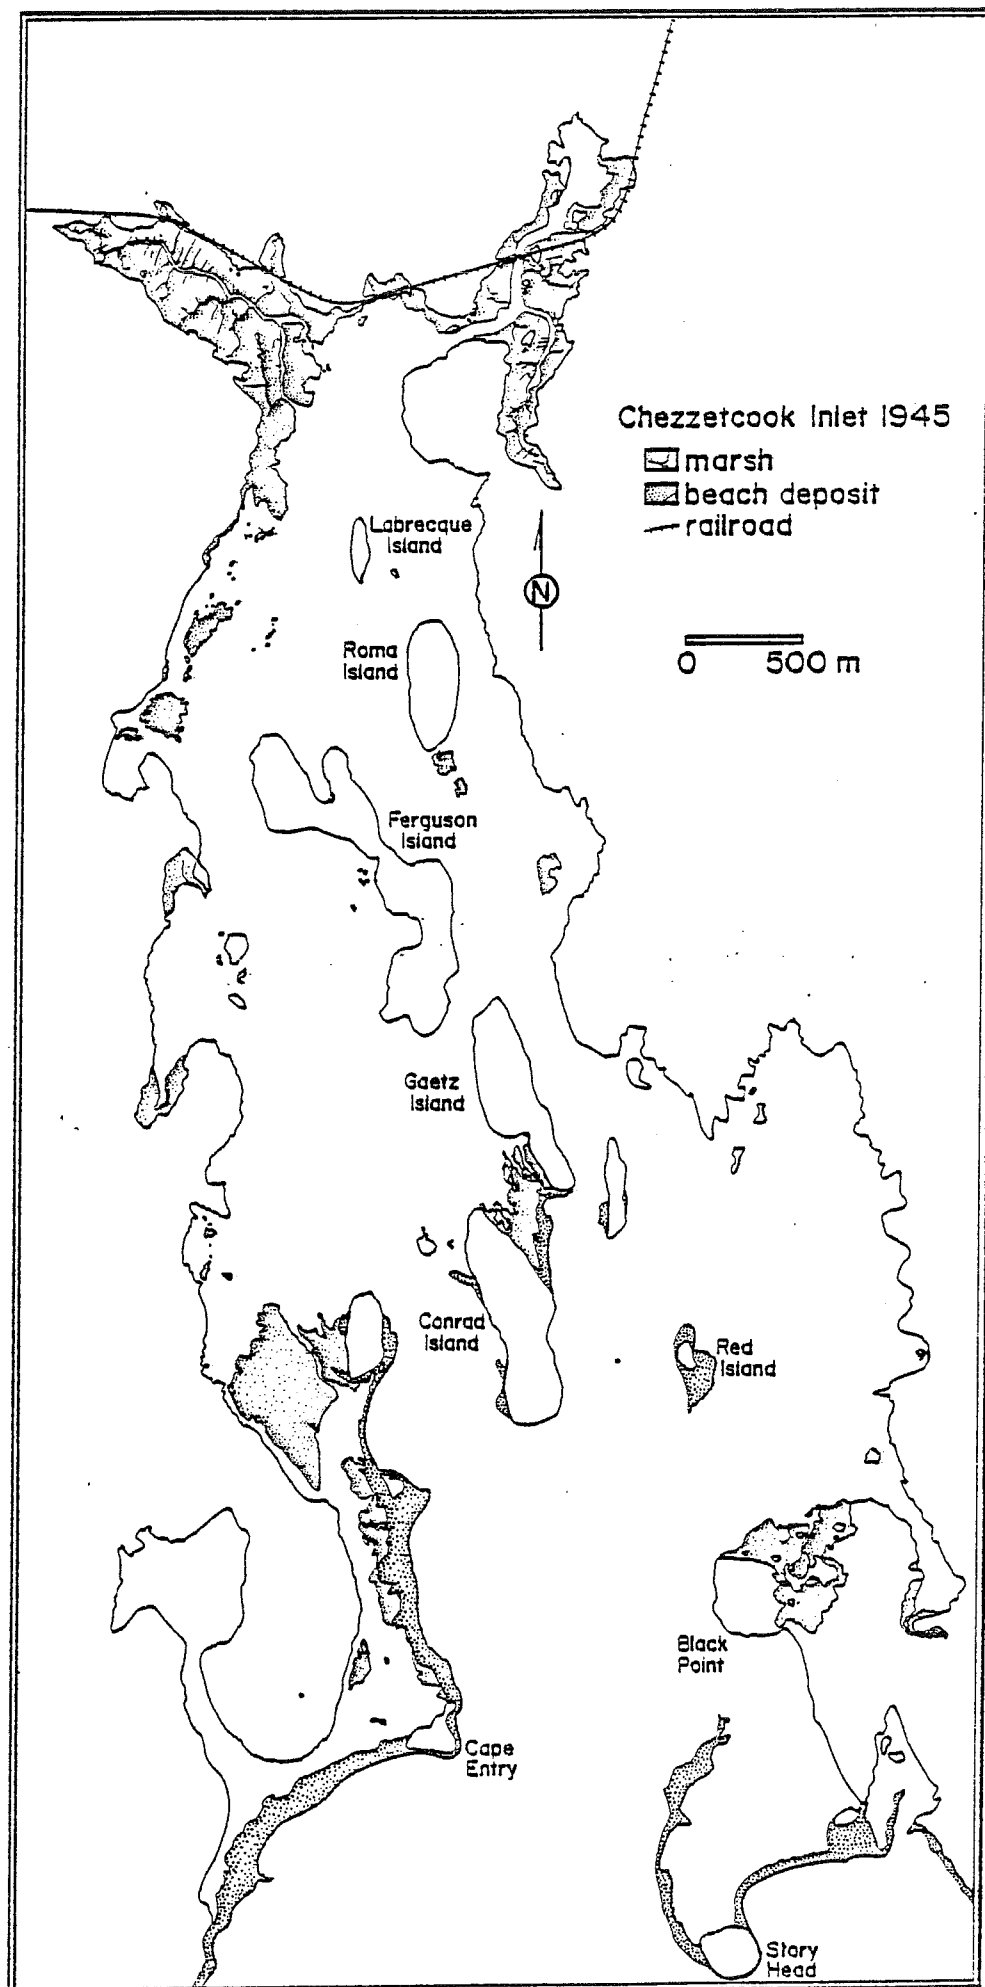 Chezzetcook Inlet 1945
marsh
beach deposit
railroad
Labrecque
Island
N
0 500 m
Roma
Island
Ferguson
Island
Gaetz
Island
Conrad
Island
Red
Island
Black
Point
Cape
Entry
Story
Head